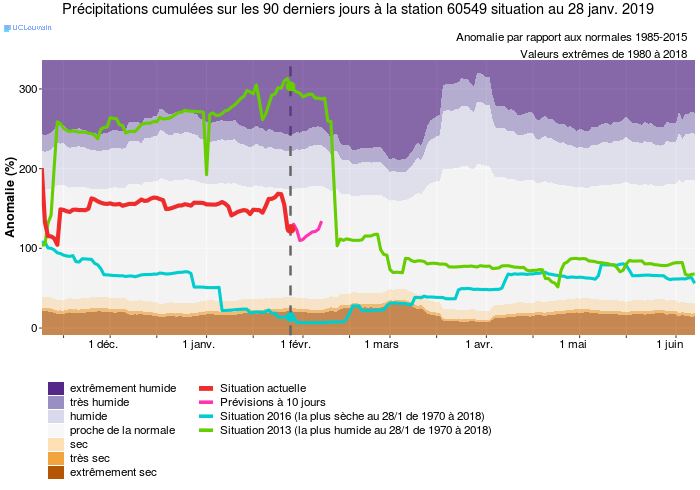 Précipitations cumulées sur les 90 derniers jours à la station 60549 situation au 28 janv. 2019
UCLouvain
Anomalie par rapport aux normales 1985-2015
Valeurs extrêmes de 1980 à 2018
Anomalie (%)
300
200
100
0
1 déc.
1 janv.
1 févr.
1 mars
1 avr.
1 mai
1 juin
extrêmement humide
très humide
humide
proche de la normale
sec
très sec
extrêmement sec
Situation actuelle
Prévisions à 10 jours
Situation 2016 (la plus sèche au 28/1 de 1970 à 2018)
Situation 2013 (la plus humide au 28/1 de 1970 à 2018)